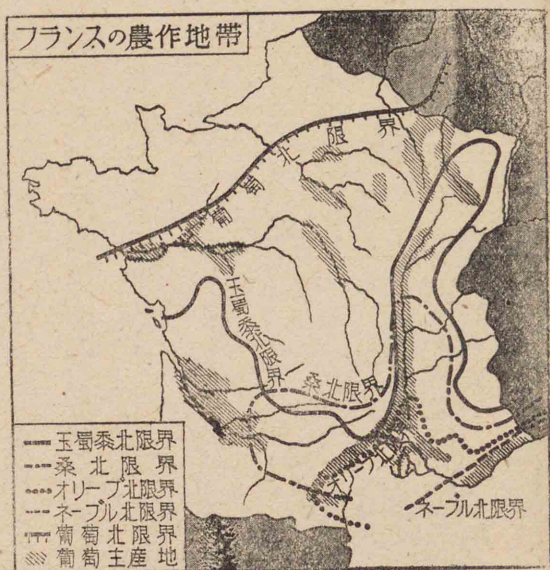 フランスの農作地帯
葡萄北限界
玉蜀黍北限界
桑北限界
オリーブ北限界
ネーブル北限界
玉蜀黍北限界
桑北限界
オリーブ北限界
ネーブル北限界
葡萄北限界
葡萄主産地